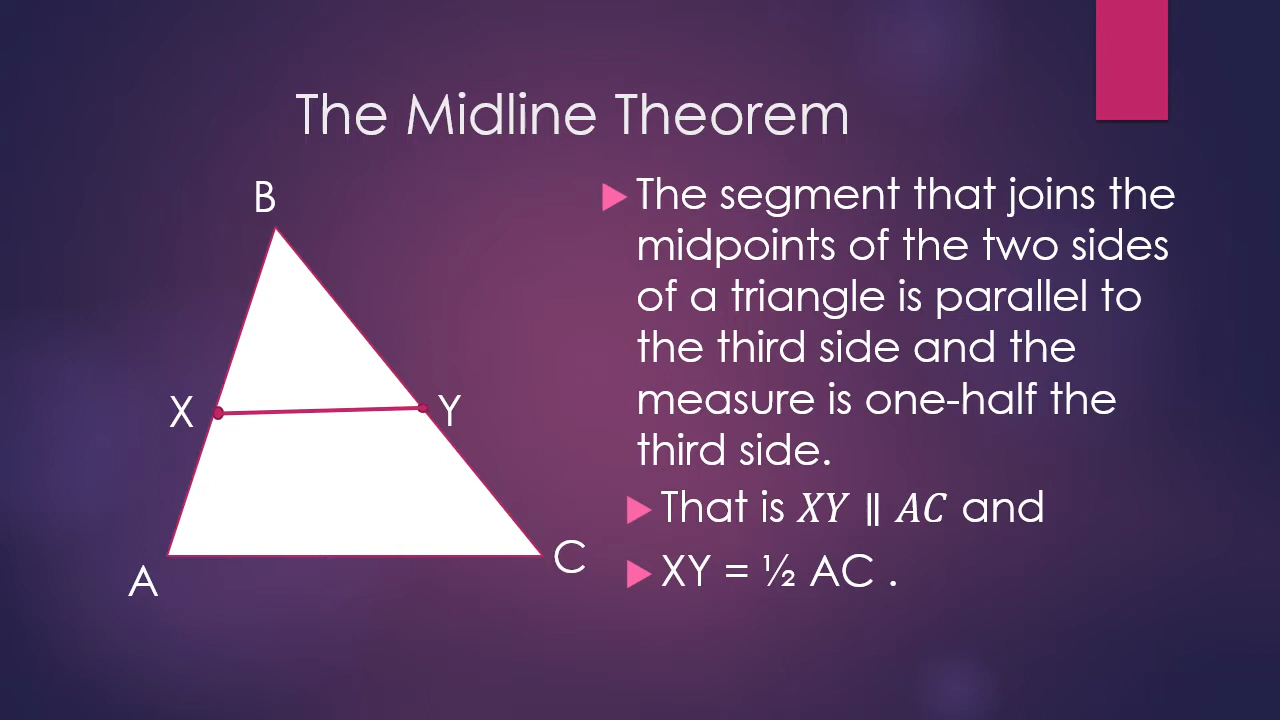 The Midline Theorem
B
X
Y
A
C
The segment that joins the
midpoints of the two sides
of a triangle is parallel to
the third side and the
measure is one-half the
third side.
That is XY ∥ AC and
XY = ½ AC .